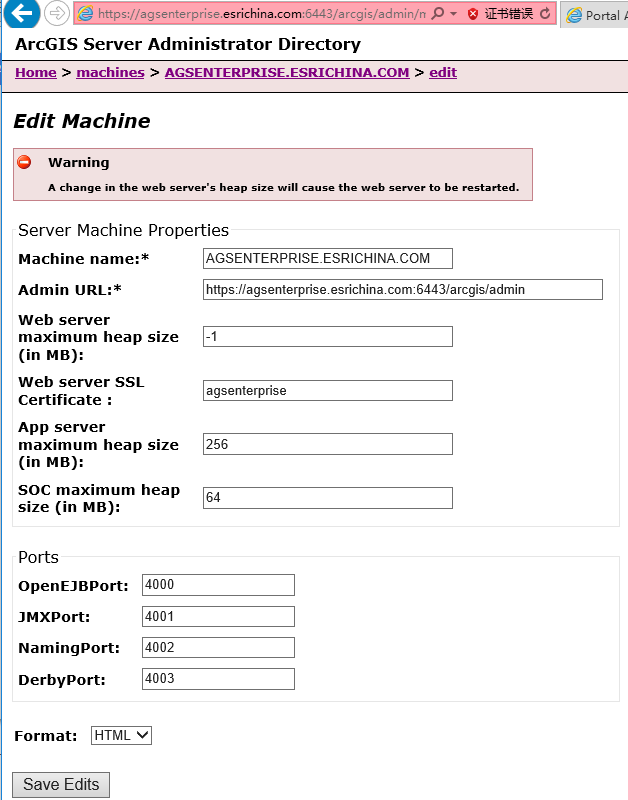 https://agsenterprise.esrichina.com:6443/arcgis/admin/m 证书错误 Portal A
ArcGIS Server Administrator Directory
Home > machines > AGSENTERPRISE.ESRICHINA.COM > edit
Edit Machine
Warning
A change in the web server's heap size will cause the web server to be restarted.
Server Machine Properties
Machine name:* AGSENTERPRISE.ESRICHINA.COM
Admin URL:* https://agsenterprise.esrichina.com:6443/arcgis/admin
Web server
maximum heap size -1
(in MB):
Web server SSL
Certificate : agsenterprise
App server
maximum heap size 256
(in MB):
SOC maximum heap 64
size (in MB):
Ports
OpenEJBPort: 4000
JMXPort: 4001
NamingPort: 4002
DerbyPort: 4003
Format: HTML
Save Edits